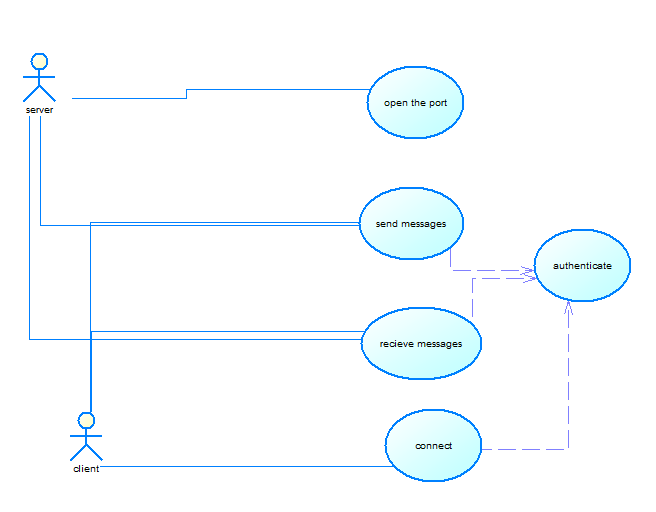 server
open the port
send messages
authenticate
recieve messages
connect
client